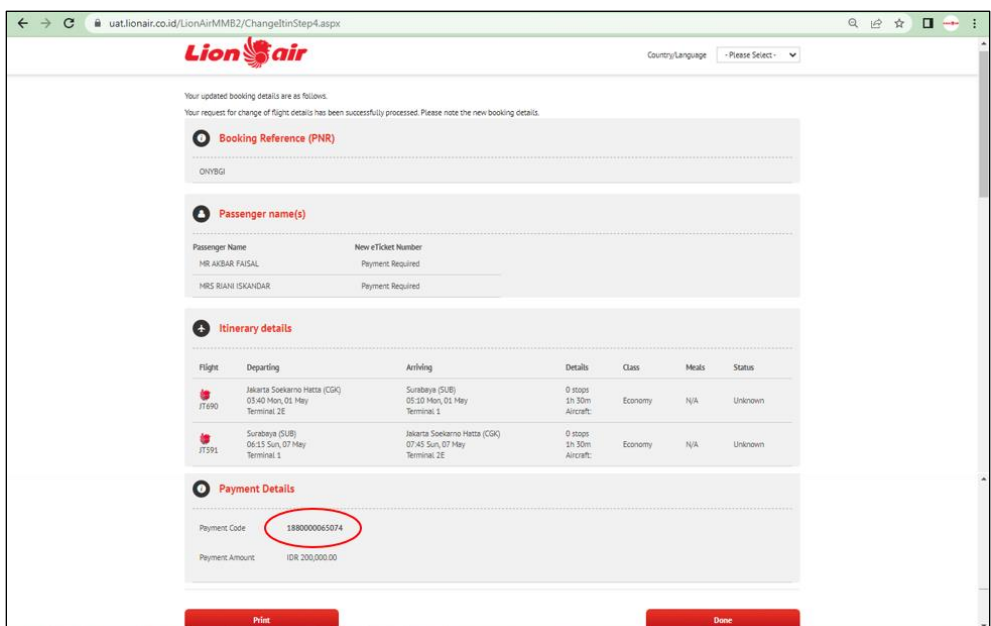 uat.lionair.co.id/LionAirMMB2/ChangeItinStep4.aspx
Lion air
Country/Language - Please Select -
Your updated booking details are as follows.
Your request for change of flight details has been successfully processed. Please note the new booking details.
Booking Reference (PNR)
ONYBGI
Passenger name(s)
Passenger Name New eTicket Number
MR AKBAR FAISAL Payment Required
MRS RIANI ISKANDAR Payment Required
Itinerary details
Flight Departing Arriving Details Class Meals Status
Jakarta Soekarno Hatta (CGK) Surabaya (SUB) 0 stops
JT690 03:40 Mon, 01 May 05:10 Mon, 01 May 1h 30m Economy N/A Unknown
Terminal 2E Terminal 1 Aircraft:
Surabaya (SUB) Jakarta Soekarno Hatta (CGK) 0 stops
JT591 06:15 Sun, 07 May 07:45 Sun, 07 May 1h 30m Economy N/A Unknown
Terminal 1 Terminal 2E Aircraft:
Payment Details
Payment Code 1880000065074
Payment Amount IDR 200,000.00
Print Done